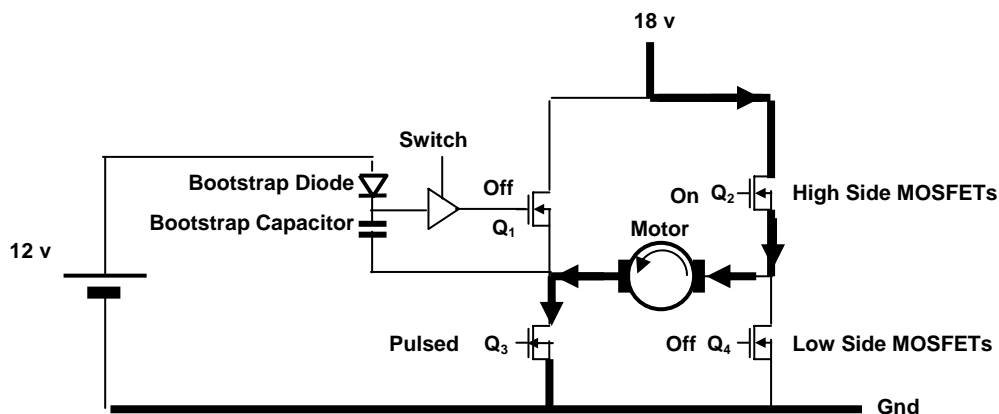 18 v
Switch
Bootstrap Diode
Off
On Q2 High Side MOSFETs
Bootstrap Capacitor
Q1
Motor
12 v
Pulsed Q3
Off Q4 Low Side MOSFETs
Gnd